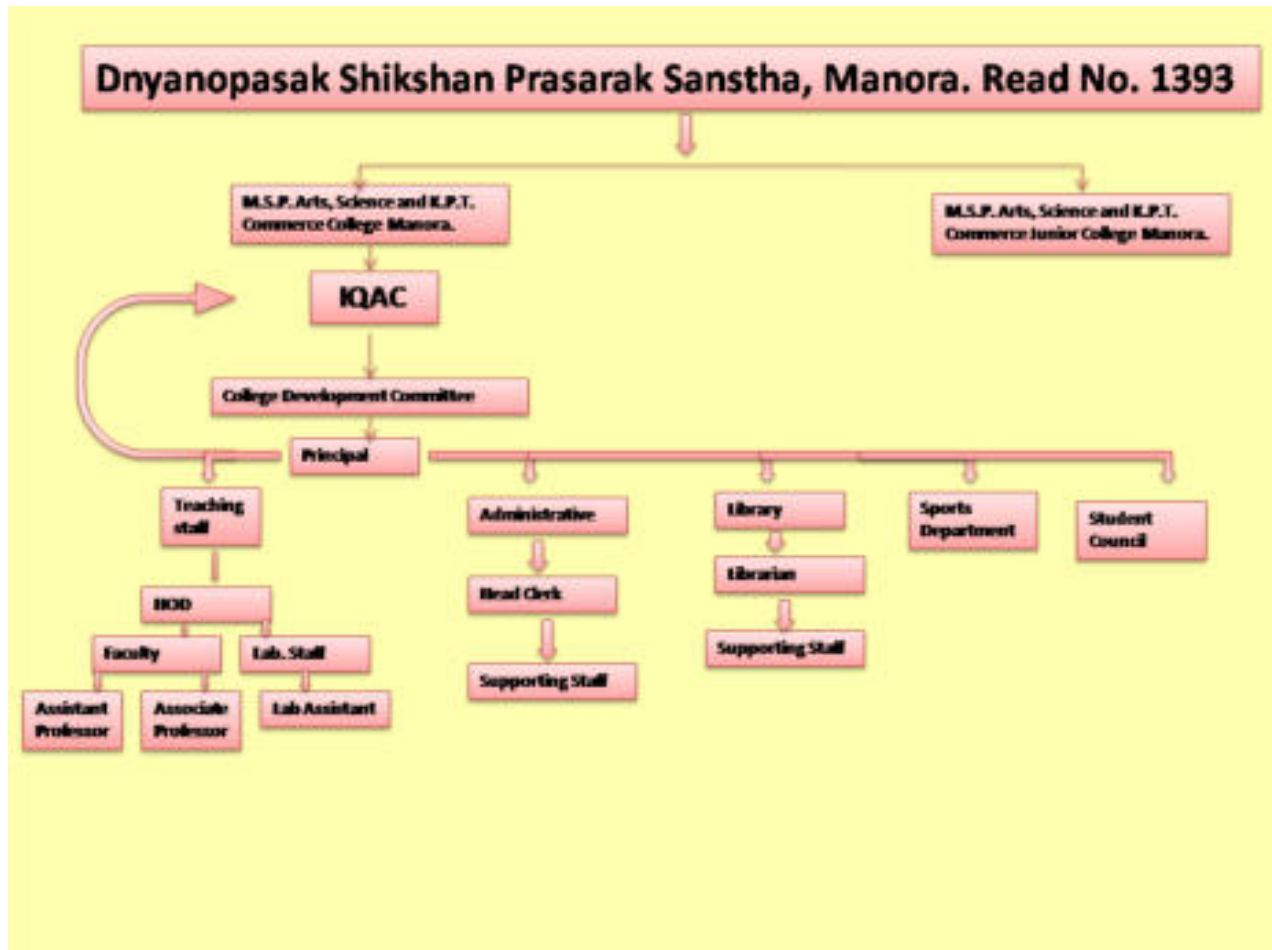 Dnyanopasak Shikshan Prasarak Sanstha, Manora. Read No. 1393
M.S.P. Arts, Science and K.P.T.
Commerce College Manora.
M.S.P. Arts, Science and K.P.T.
Commerce Junior College Manora.
IQAC
College Development Committee
Principal
Teaching
staff
Administrative
Library
Sports
Department
Student
Council
Librarian
HOD
Head Clerk
Faculty
Lab. Staff
Supporting Staff
Supporting Staff
Assistant
Professor
Associate
Professor
Lab Assistant